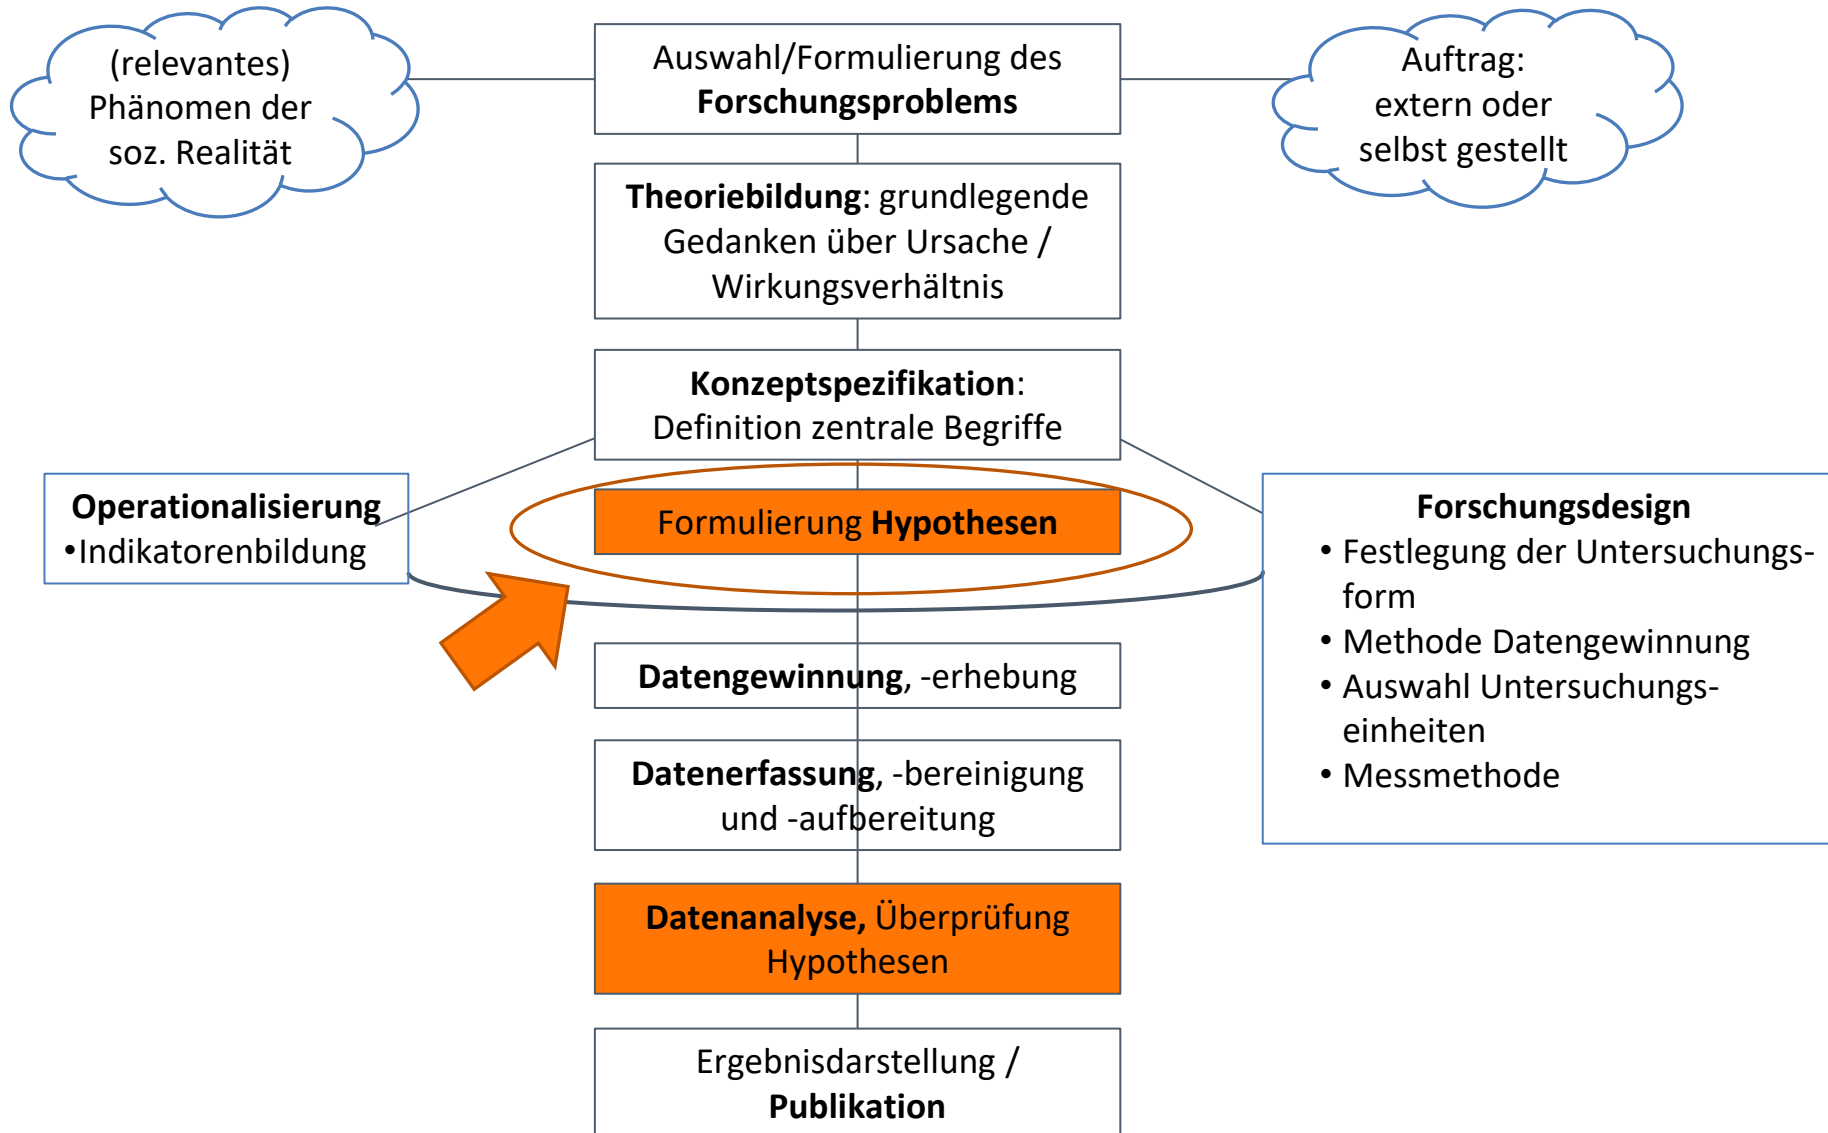 (relevantes)
Phänomen der
soz. Realität
Auswahl/Formulierung des
Forschungsproblems
Auftrag:
extern oder
selbst gestellt
Theoriebildung: grundlegende
Gedanken über Ursache /
Wirkungsverhältnis
Konzeptspezifikation:
Definition zentrale Begriffe
Operationalisierung
•Indikatorenbildung
Formulierung Hypothesen
Forschungsdesign
• Festlegung der Untersuchungs-
form
• Methode Datengewinnung
• Auswahl Untersuchungs-
einheiten
• Messmethode
Datengewinnung, -erhebung
Datenerfassung, -bereinigung
und -aufbereitung
Datenanalyse, Überprüfung
Hypothesen
Ergebnisdarstellung /
Publikation